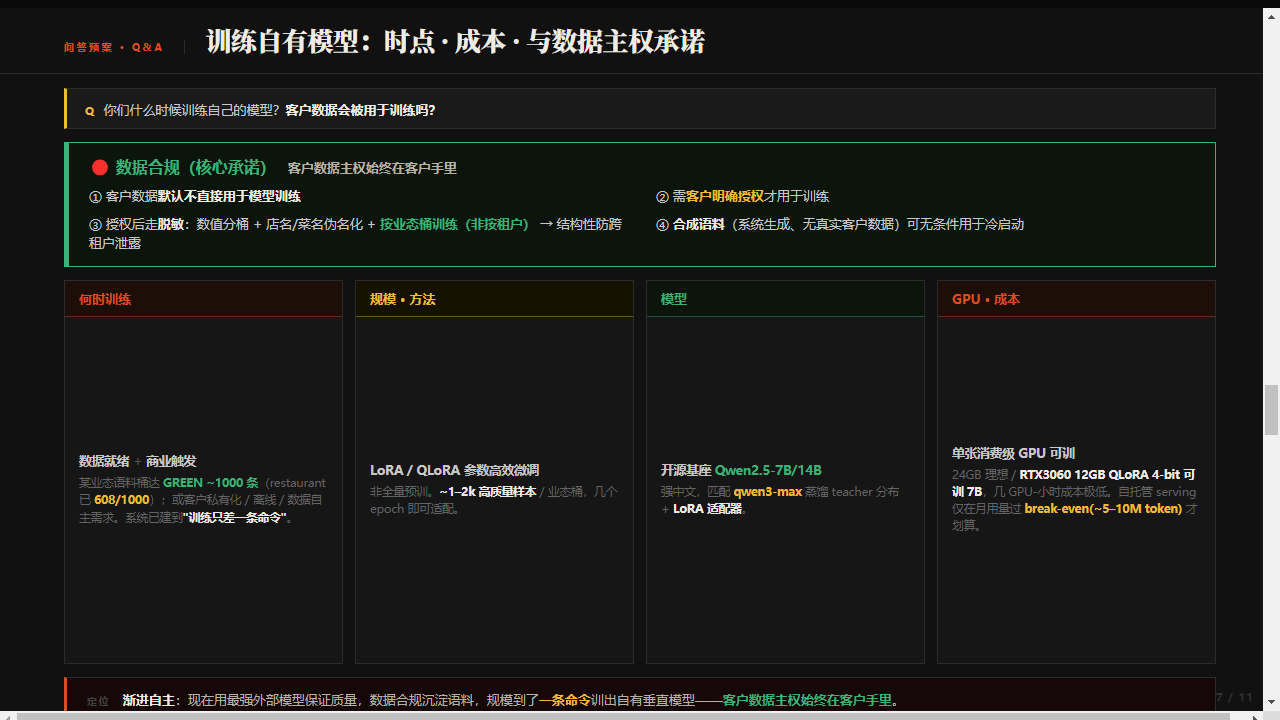 问答预案 • Q&A
训练自有模型：时点 · 成本 · 与数据主权承诺
Q 你们什么时候训练自己的模型？客户数据会被用于训练吗？
🔴 数据合规（核心承诺） 客户数据主权始终在客户手里
① 客户数据默认不直接用于模型训练
② 需客户明确授权才用于训练
③ 授权后走脱敏：数值分桶 + 店名/菜名伪名化 + 按业态桶训练（非按租户） → 结构性防跨
租户泄露
④ 合成语料（系统生成、无真实客户数据）可无条件用于冷启动
何时训练
数据就绪 + 商业触发
某业态语料桶达 GREEN ~1000 条（restaurant
已 608/1000）；或客户私有化 / 离线 / 数据自
主需求。系统已建到"训练只差一条命令"。
规模 • 方法
LoRA / QLoRA 参数高效微调
非全量预训。~1–2k 高质量样本 / 业态桶，几个
epoch 即可适配。
模型
开源基座 Qwen2.5-7B/14B
强中文，匹配 qwen3-max 蒸馏 teacher 分布
+ LoRA 适配器。
GPU • 成本
单张消费级 GPU 可训
24GB 理想 / RTX3060 12GB QLoRA 4-bit 可
训 7B，几 GPU-小时成本极低。自托管 serving
仅在月用量过 break-even(~5–10M token) 才
划算。
定位 渐进自主：现在用最强外部模型保证质量，数据合规沉淀语料，规模到了一条命令训出自有垂直模型——客户数据主权始终在客户手里。
7 / 11